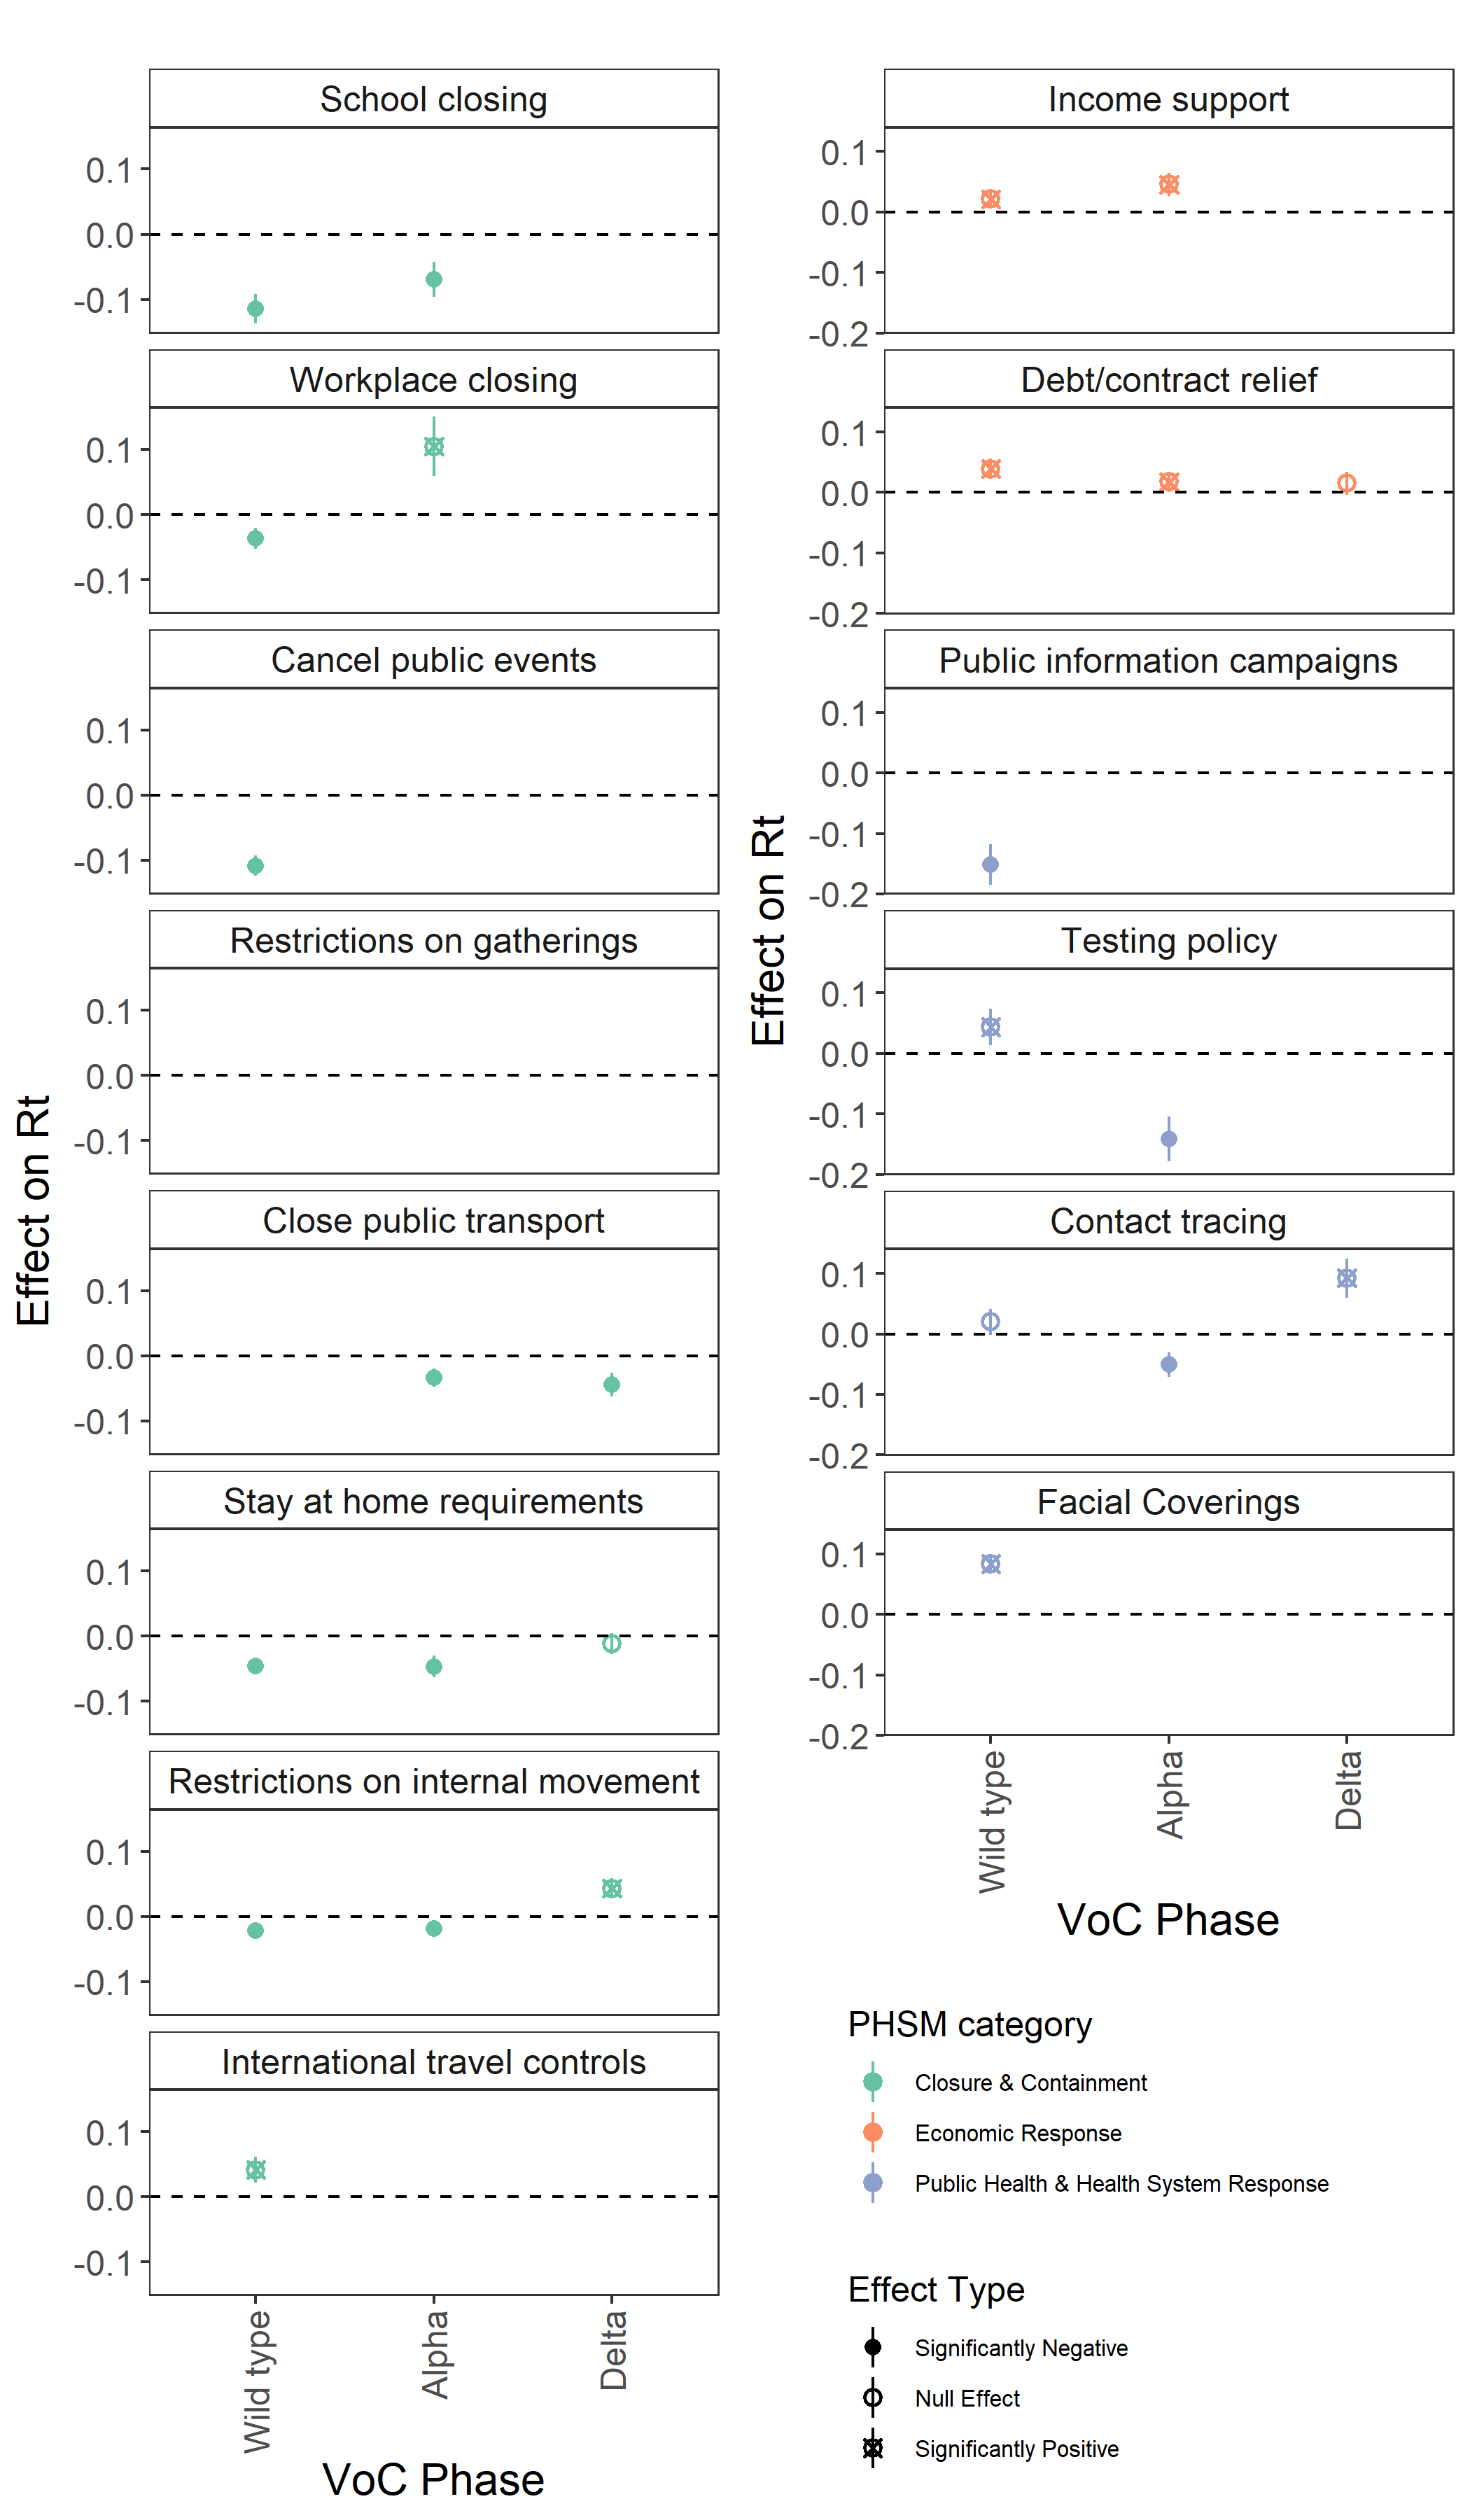 School closing
0.1
0.0
-0.1
Workplace closing
0.1
0.0
-0.1
Cancel public events
0.1
0.0
-0.1
Restrictions on gatherings
0.1
0.0
-0.1
Close public transport
0.1
0.0
-0.1
Stay at home requirements
0.1
0.0
-0.1
Restrictions on internal movement
0.1
0.0
-0.1
International travel controls
0.1
0.0
-0.1
Effect on Rt
Wild type
Alpha
Delta
VoC Phase
Income support
0.1
0.0
-0.1
-0.2
Debt/contract relief
0.1
0.0
-0.1
-0.2
Public information campaigns
0.1
0.0
-0.1
-0.2
Testing policy
0.1
0.0
-0.1
-0.2
Contact tracing
0.1
0.0
-0.1
-0.2
Facial Coverings
0.1
0.0
-0.1
-0.2
Effect on Rt
Wild type
Alpha
Delta
VoC Phase
PHSM category
Closure & Containment
Economic Response
Public Health & Health System Response
Effect Type
Significantly Negative
Null Effect
Significantly Positive